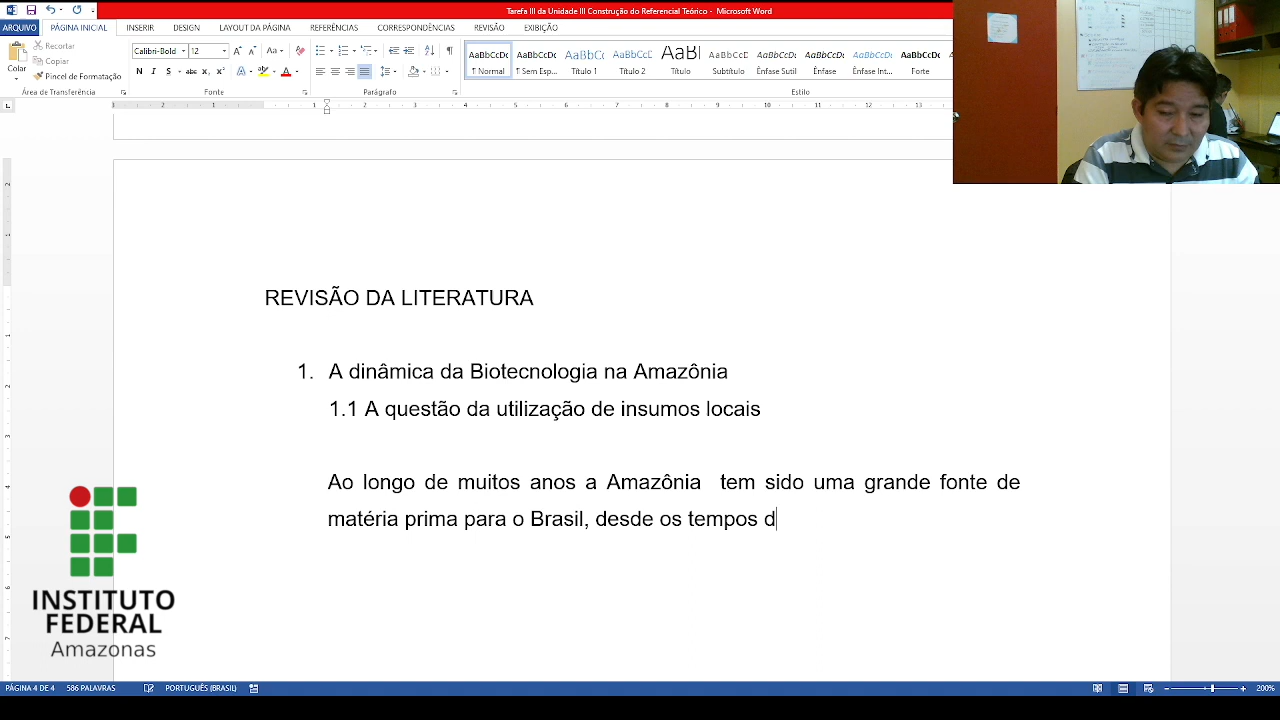 Tarefa III da Unidade III Construção do Referencial Teórico - Microsoft Word
ARQUIVO PÁGINA INICIAL INSERIR DESIGN LAYOUT DA PÁGINA REFERÊNCIAS CORRESPONDÊNCIAS REVISÃO EXIBIÇÃO
Colar
Recortar
Copiar
Pincel de Formatação
Área de Transferência
Calibri-Bold 12
Fonte
Parágrafo
AaBbCcDc AaBbCcDc AaBbC( AaBbCcC AaB AaBbCcC AaBbCcDc AaBbCcDc AaBbCcDc AaBbCcDc
¶ Normal ¶ Sem Espa... Título 1 Título 2 Título Subtítulo Ênfase Sutil Ênfase Ênfase Int... Forte
Estilo
REVISÃO DA LITERATURA
1. A dinâmica da Biotecnologia na Amazônia
1.1 A questão da utilização de insumos locais
Ao longo de muitos anos a Amazônia tem sido uma grande fonte de
matéria prima para o Brasil, desde os tempos d
INSTITUTO
FEDERAL
Amazonas
PÁGINA 4 DE 4 586 PALAVRAS PORTUGUÊS (BRASIL) 200%